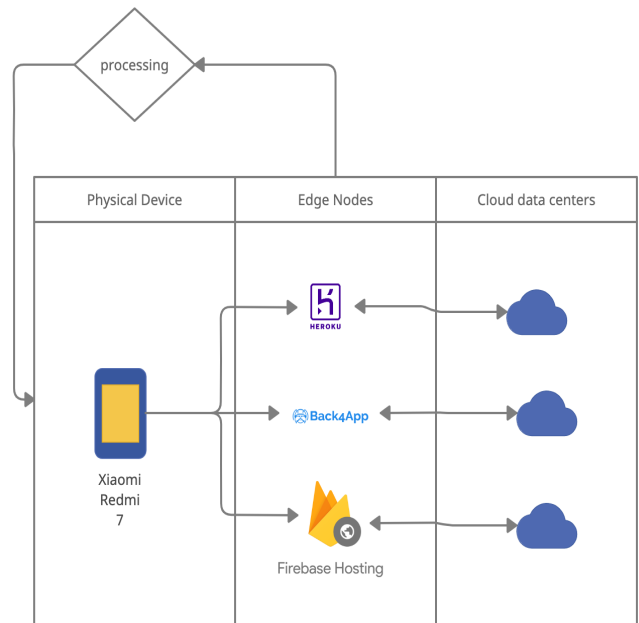 processing
Physical Device
Edge Nodes
Cloud data centers
HEROKU
Back4App
Xiaomi
Redmi
7
Firebase Hosting